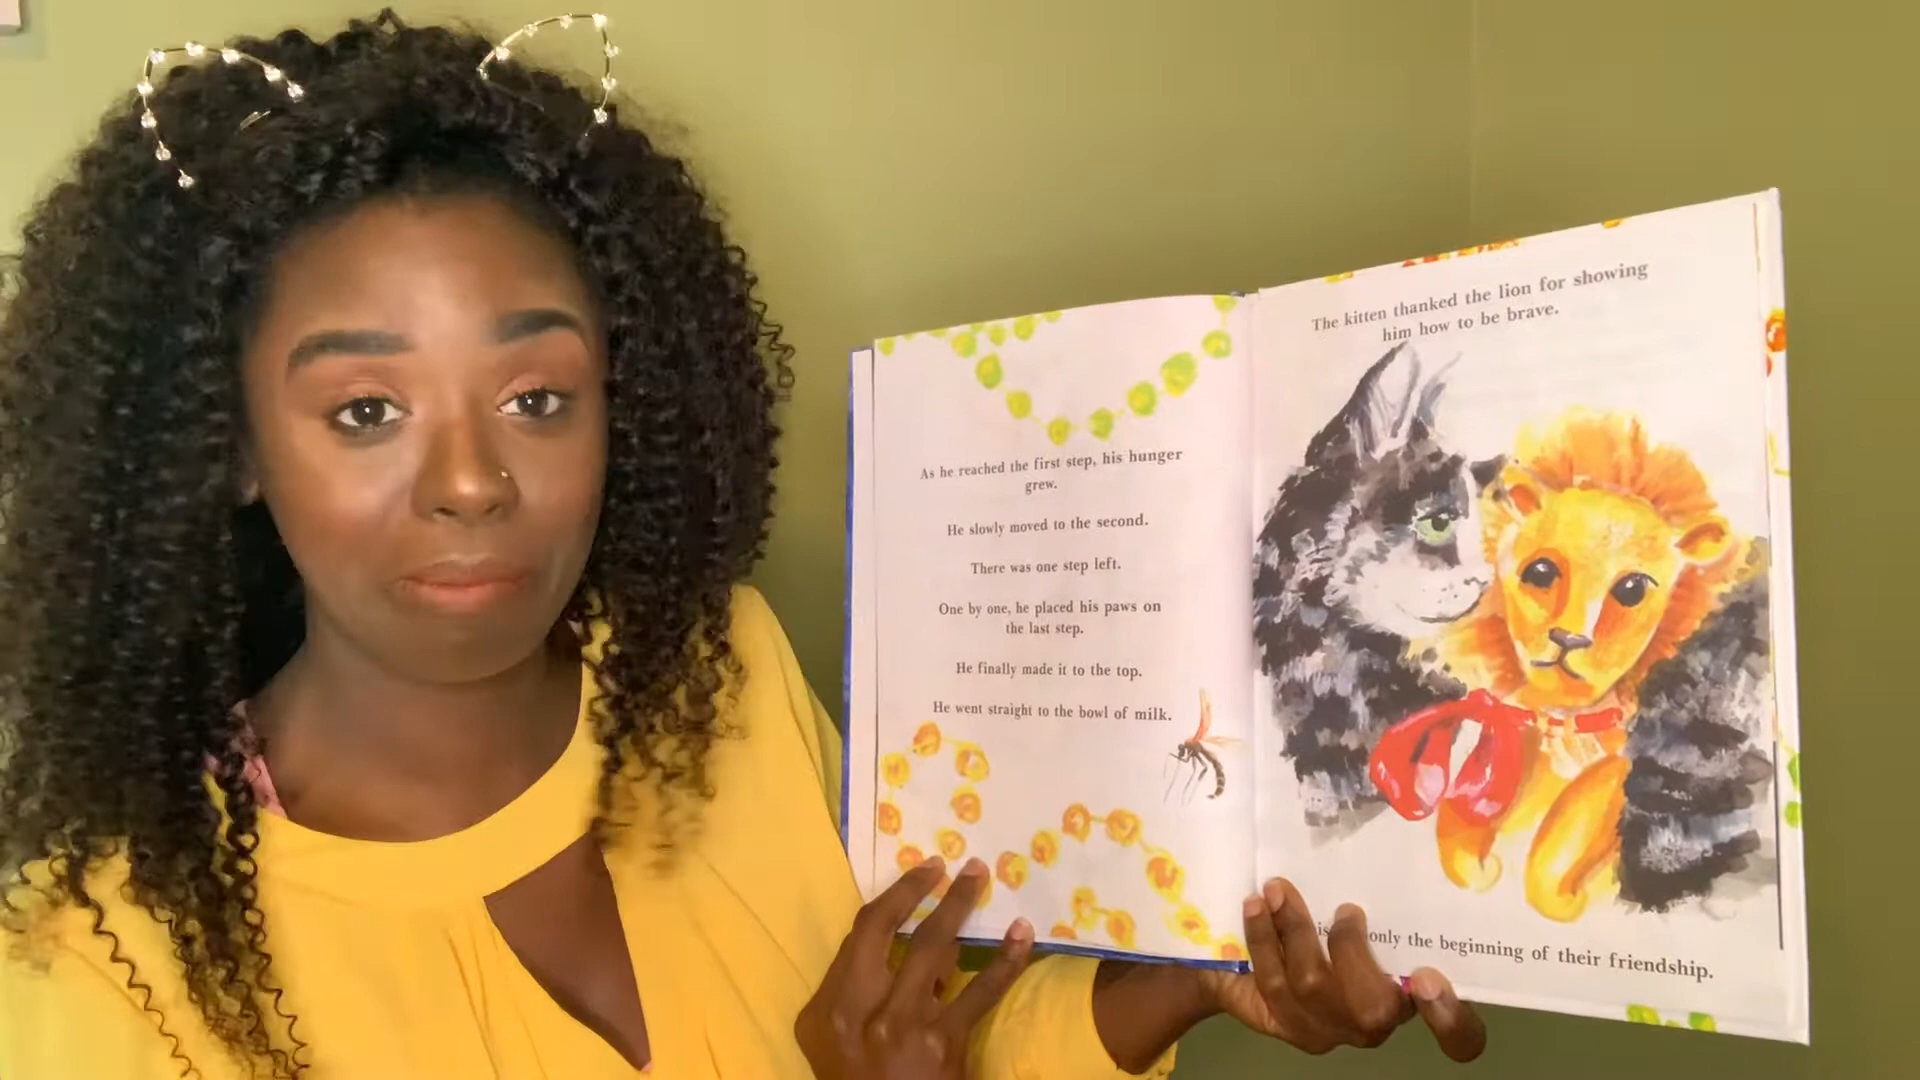 As he reached the first step, his hunger
grew.
He slowly moved to the second.
There was one step left.
One by one, he placed his paws on
the last step.
He finally made it to the top.
He went straight to the bowl of milk.
The kitten thanked the lion for showing
him how to be brave.
only the beginning of their friendship.